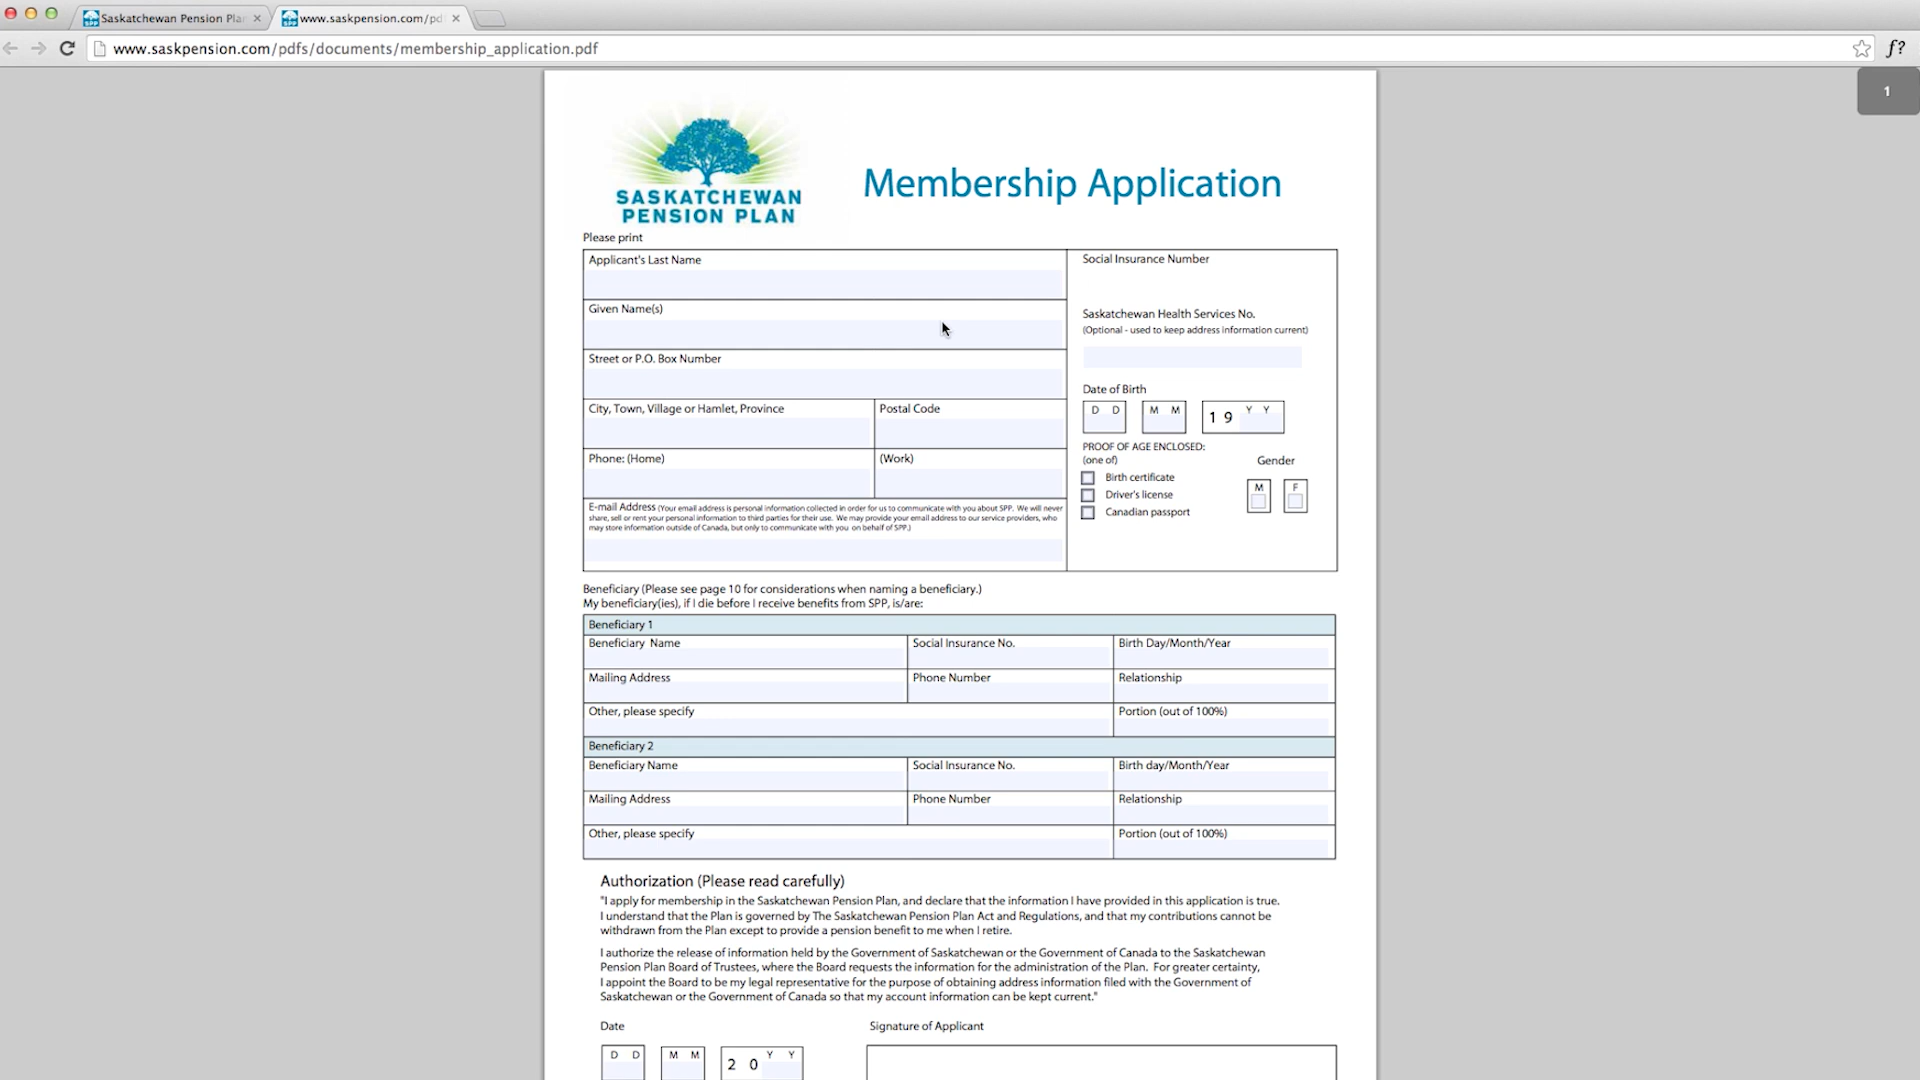 Saskatchewan Pension Pla
www.saskpension.com/pd
www.saskpension.com/pdfs/documents/membership_application.pdf
f?
1
SPP
SPP
SASKATCHEWAN
PENSION PLAN
Membership Application
Please print
Applicant's Last Name
Social Insurance Number
Given Name(s)
Saskatchewan Health Services No.
(Optional - used to keep address information current)
Street or P.O. Box Number
Date of Birth
City, Town, Village or Hamlet, Province
Postal Code
D D M M 1 9 Y Y
PROOF OF AGE ENCLOSED:
(one of)
Gender
Phone: (Home)
(Work)
Birth certificate
M F
Driver's license
Canadian passport
E-mail Address (Your email address is personal information collected in order for us to communicate with you about SPP. We will never
share, sell or rent your personal information to third parties for their use. We may provide your email address to our service providers, who
may store information outside of Canada, but only to communicate with you on behalf of SPP.)
Beneficiary (Please see page 10 for considerations when naming a beneficiary.)
My beneficiary(ies), if I die before I receive benefits from SPP, is/are:
Beneficiary 1
Beneficiary Name Social Insurance No. Birth Day/Month/Year
Mailing Address Phone Number Relationship
Other, please specify Portion (out of 100%)
Beneficiary 2
Beneficiary Name Social Insurance No. Birth day/Month/Year
Mailing Address Phone Number Relationship
Other, please specify Portion (out of 100%)
Authorization (Please read carefully)
"I apply for membership in the Saskatchewan Pension Plan, and declare that the information I have provided in this application is true.
I understand that the Plan is governed by The Saskatchewan Pension Plan Act and Regulations, and that my contributions cannot be
withdrawn from the Plan except to provide a pension benefit to me when I retire.
I authorize the release of information held by the Government of Saskatchewan or the Government of Canada to the Saskatchewan
Pension Plan Board of Trustees, where the Board requests the information for the administration of the Plan. For greater certainty,
I appoint the Board to be my legal representative for the purpose of obtaining address information filed with the Government of
Saskatchewan or the Government of Canada so that my account information can be kept current."
Date Signature of Applicant
D D M M 2 0 Y Y